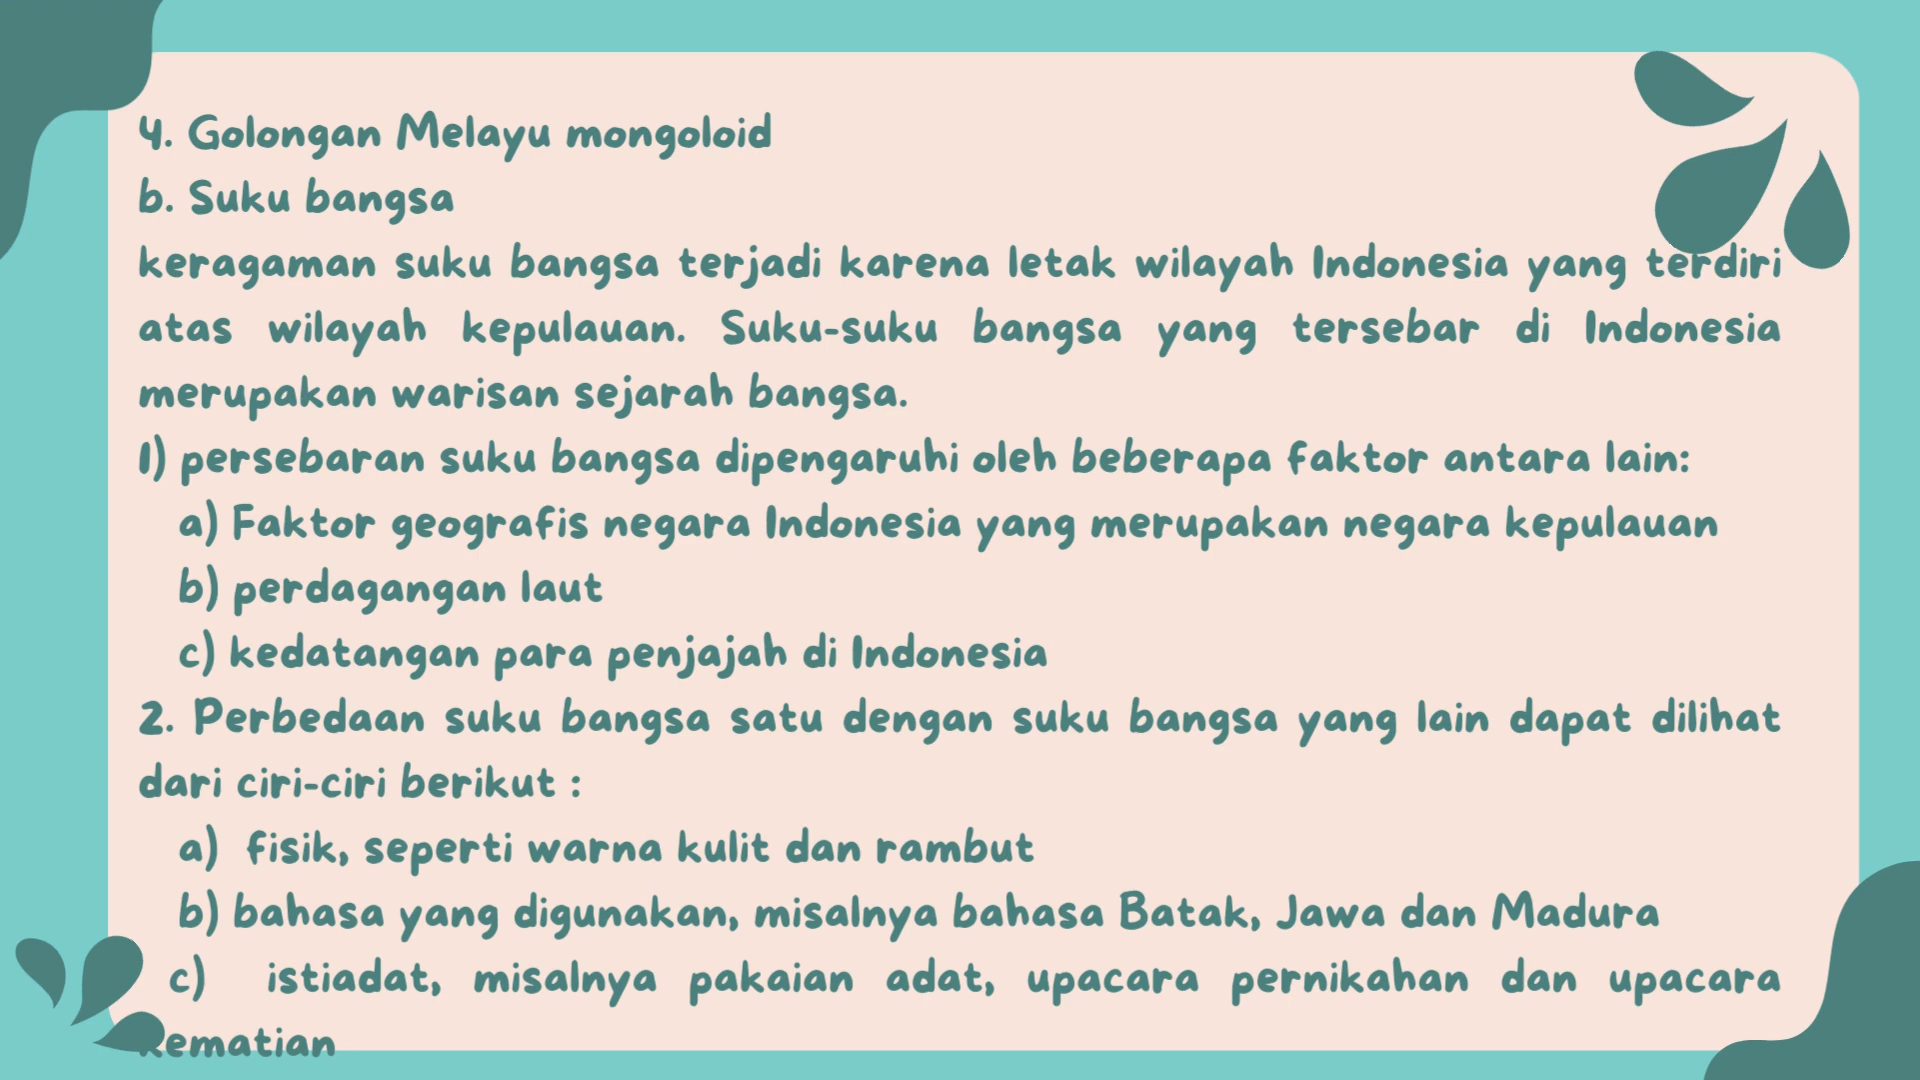 4. Golongan Melayu mongoloid
b. Suku bangsa
keragaman suku bangsa terjadi karena letak wilayah Indonesia yang terdiri
atas wilayah kepulauan. Suku-suku bangsa yang tersebar di Indonesia
merupakan warisan sejarah bangsa.
1) persebaran suku bangsa dipengaruhi oleh beberapa faktor antara lain:
a) Faktor geografis negara Indonesia yang merupakan negara kepulauan
b) perdagangan laut
c) kedatangan para penjajah di Indonesia
2. Perbedaan suku bangsa satu dengan suku bangsa yang lain dapat dilihat
dari ciri-ciri berikut :
a) fisik, seperti warna kulit dan rambut
b) bahasa yang digunakan, misalnya bahasa Batak, Jawa dan Madura
c) istiadat, misalnya pakaian adat, upacara pernikahan dan upacara
kematian